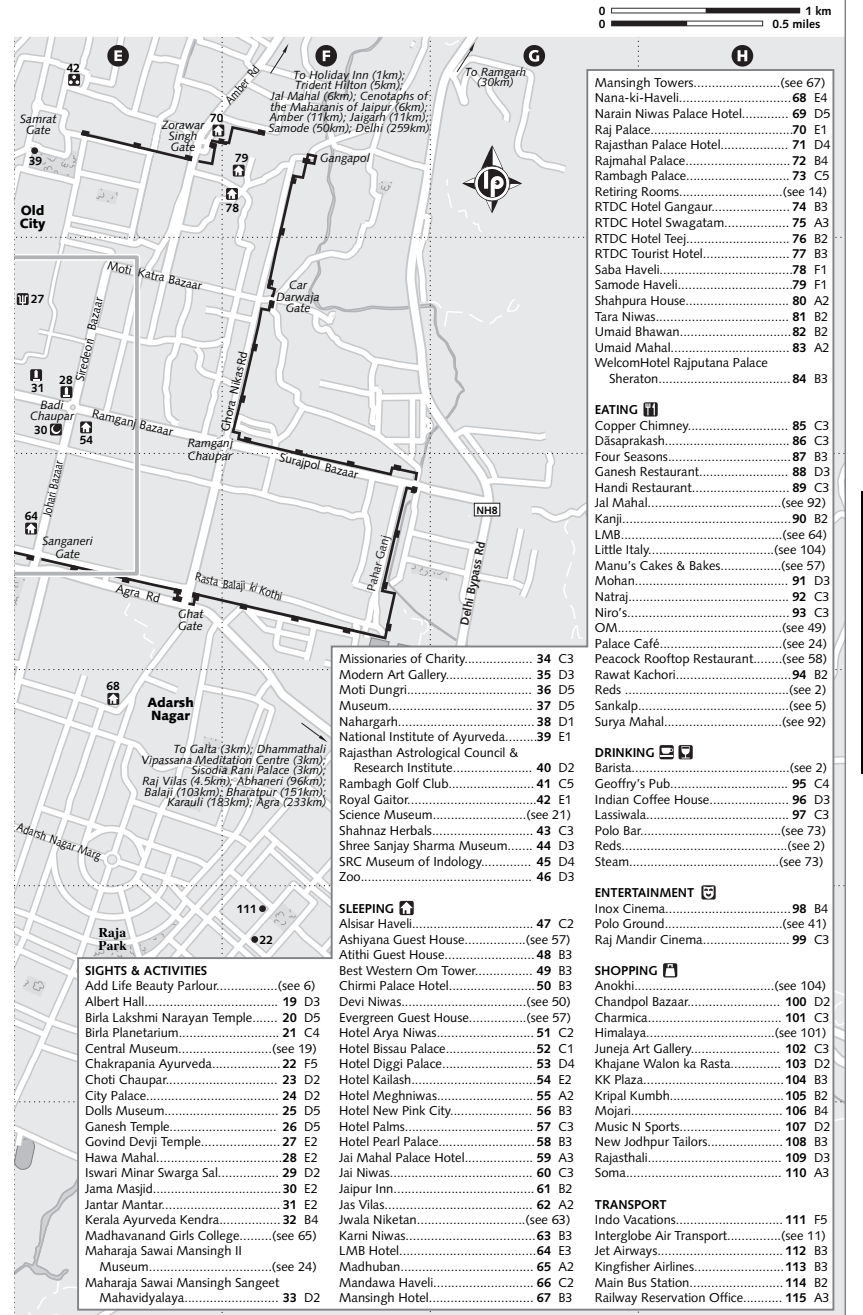 0 1 km
0 0.5 miles
E F G H
42
Samrat
Gate
39
Old
City
Amber Rd
Zorawar
Singh
Gate
70
79
78
To Holiday Inn (1km);
Trident Hilton (5km);
Jal Mahal (6km); Cenotaphs of
the Maharanis of Jaipur (6km);
Amber (11km); Jaigarh (11km);
Samode (50km); Delhi (259km)
Gangapol
To Ramgarh
(30km)
lp
Moti Katra Bazaar
27
Siredeori Bazaar
Car
Darwaja
Gate
Ghora Nikas Rd
31
28
Badi
Chaupar
30
54
Ramganj Bazaar
Ramganj
Chaupar
Surajpol Bazaar
Johari Bazaar
64
Sanganeri
Gate
NH8
Pahar Ganj
Delhi Bypass Rd
Agra Rd
Rasta Balaji ki Kothi
Ghat
Gate
68
Adarsh
Nagar
To Galta (3km); Dhammathali
Vipassana Meditation Centre (3km);
Sisodia Rani Palace (3km);
Raj Vilas (4.5km); Abhaneri (96km);
Balaji (103km); Bharatpur (151km);
Karauli (183km); Agra (233km)
Adarsh Nagar Marg
111
22
Raja
Park
SIGHTS & ACTIVITIES
Add Life Beauty Parlour...............(see 6)
Albert Hall................................. 19 D3
Birla Lakshmi Narayan Temple...... 20 D5
Birla Planetarium......................... 21 C4
Central Museum.......................(see 19)
Chakrapania Ayurveda................. 22 F5
Choti Chaupar............................. 23 D2
City Palace.................................. 24 D2
Dolls Museum............................. 25 D5
Ganesh Temple........................... 26 D5
Govind Devji Temple................... 27 E2
Hawa Mahal............................... 28 E2
Iswari Minar Swarga Sal.............. 29 D2
Jama Masjid................................ 30 E2
Jantar Mantar............................. 31 E2
Kerala Ayurveda Kendra.............. 32 B4
Madhavanand Girls College........(see 65)
Maharaja Sawai Mansingh II
Museum................................(see 24)
Maharaja Sawai Mansingh Sangeet
Mahavidyalaya........................ 33 D2
Missionaries of Charity................. 34 C3
Modern Art Gallery...................... 35 D3
Moti Dungri................................ 36 D5
Museum..................................... 37 D5
Nahargarh.................................. 38 D1
National Institute of Ayurveda.......39 E1
Rajasthan Astrological Council &
Research Institute..................... 40 D2
Rambagh Golf Club..................... 41 C5
Royal Gaitor............................... 42 E1
Science Museum.......................(see 21)
Shahnaz Herbals......................... 43 C3
Shree Sanjay Sharma Museum...... 44 D3
SRC Museum of Indology............. 45 D4
Zoo............................................ 46 D3
SLEEPING
Alsisar Haveli.............................. 47 C2
Ashiyana Guest House...............(see 57)
Atithi Guest House...................... 48 B3
Best Western Om Tower.............. 49 B3
Chirmi Palace Hotel..................... 50 B3
Devi Niwas...............................(see 50)
Evergreen Guest House..............(see 57)
Hotel Arya Niwas........................ 51 C2
Hotel Bissau Palace..................... 52 C1
Hotel Diggi Palace....................... 53 D4
Hotel Kailash.............................. 54 E2
Hotel Meghniwas........................ 55 A2
Hotel New Pink City.................... 56 B3
Hotel Palms................................ 57 C3
Hotel Pearl Palace....................... 58 B3
Jai Mahal Palace Hotel................. 59 A3
Jai Niwas.................................... 60 C3
Jaipur Inn................................... 61 B2
Jas Vilas..................................... 62 A2
Jwala Niketan...........................(see 63)
Karni Niwas................................ 63 B3
LMB Hotel.................................. 64 E3
Madhuban.................................. 65 A2
Mandawa Haveli......................... 66 C2
Mansingh Hotel.......................... 67 B3
Mansingh Towers......................(see 67)
Nana-ki-Haveli............................ 68 E4
Narain Niwas Palace Hotel........... 69 D5
Raj Palace................................... 70 E1
Rajasthan Palace Hotel................. 71 D4
Rajmahal Palace.......................... 72 B4
Rambagh Palace.......................... 73 C5
Retiring Rooms.........................(see 14)
RTDC Hotel Gangaur................... 74 B3
RTDC Hotel Swagatam................ 75 A3
RTDC Hotel Teej......................... 76 B2
RTDC Tourist Hotel..................... 77 B3
Saba Haveli................................. 78 F1
Samode Haveli............................ 79 F1
Shahpura House.......................... 80 A2
Tara Niwas................................. 81 B2
Umaid Bhawan........................... 82 B2
Umaid Mahal.............................. 83 A2
WelcomHotel Rajputana Palace
Sheraton................................. 84 B3
EATING
Copper Chimney......................... 85 C3
Dāsaprakash............................... 86 C3
Four Seasons.............................. 87 B3
Ganesh Restaurant...................... 88 D3
Handi Restaurant........................ 89 C3
Jal Mahal.................................(see 92)
Kanji.......................................... 90 B2
LMB........................................(see 64)
Little Italy...............................(see 104)
Manu's Cakes & Bakes...............(see 57)
Mohan....................................... 91 D3
Natraj........................................ 92 C3
Niro's........................................ 93 C3
OM.........................................(see 49)
Palace Café..............................(see 24)
Peacock Rooftop Restaurant.......(see 58)
Rawat Kachori............................ 94 B2
Reds .........................................(see 2)
Sankalp......................................(see 5)
Surya Mahal.............................(see 92)
DRINKING
Barista.......................................(see 2)
Geoffry's Pub.............................. 95 C4
Indian Coffee House.................... 96 D3
Lassiwala.................................... 97 C3
Polo Bar...................................(see 73)
Reds..........................................(see 2)
Steam......................................(see 73)
ENTERTAINMENT
Inox Cinema............................... 98 B4
Polo Ground.............................(see 41)
Raj Mandir Cinema...................... 99 C3
SHOPPING
Anokhi....................................(see 104)
Chandpol Bazaar....................... 100 D2
Charmica.................................. 101 C3
Himalaya.................................(see 101)
Juneja Art Gallery...................... 102 C3
Khajane Walon ka Rasta............. 103 D2
KK Plaza................................... 104 B3
Kripal Kumbh............................ 105 B2
Mojari...................................... 106 B4
Music N Sports.......................... 107 D2
New Jodhpur Tailors.................. 108 B3
Rajasthali.................................. 109 D3
Soma........................................ 110 A3
TRANSPORT
Indo Vacations.......................... 111 F5
Interglobe Air Transport............(see 11)
Jet Airways............................... 112 B3
Kingfisher Airlines...................... 113 B3
Main Bus Station....................... 114 B2
Railway Reservation Office......... 115 A3